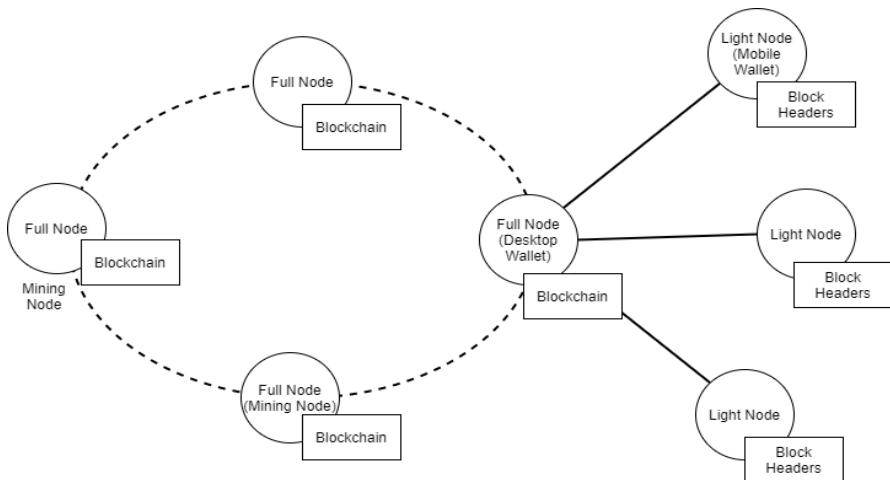 Full Node
Blockchain
Light Node
(Mobile
Wallet)
Block
Headers
Full Node
Blockchain
Mining
Node
Full Node
(Desktop
Wallet)
Blockchain
Light Node
Block
Headers
Full Node
(Mining Node)
Blockchain
Light Node
Block
Headers